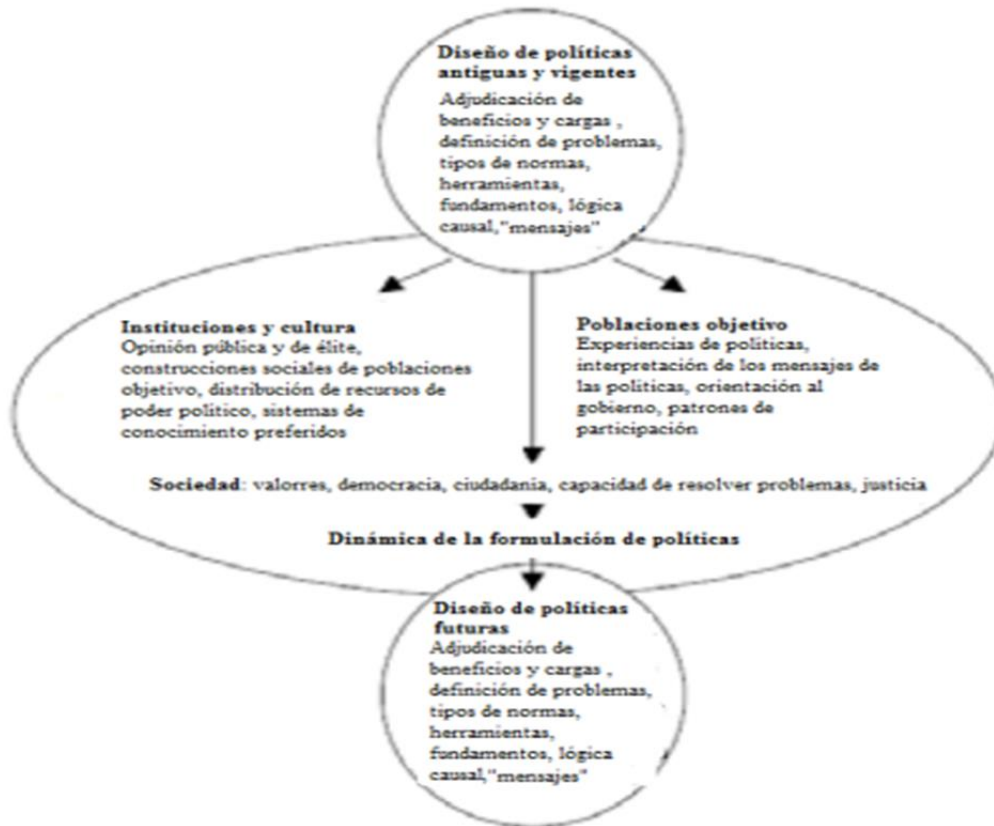 Diseño de políticas
antiguas y vigentes
Adjudicación de
beneficios y cargas ,
definición de problemas,
tipos de normas,
herramientas,
fundamentos, lógica
causal,"mensajes"
Instituciones y cultura
Opinión pública y de élite,
construcciones sociales de poblaciones
objetivo, distribución de recursos de
poder político, sistemas de
conocimiento preferidos
Poblaciones objetivo
Experiencias de políticas,
interpretación de los mensajes de
las políticas, orientación al
gobierno, patrones de
participación
Sociedad: valorres, democracia, ciudadanía, capacidad de resolver problemas, justicia
Dinámica de la formulación de políticas
Diseño de políticas
futuras
Adjudicación de
beneficios y cargas ,
definición de problemas,
tipos de normas,
herramientas,
fundamentos, lógica
causal,"mensajes"